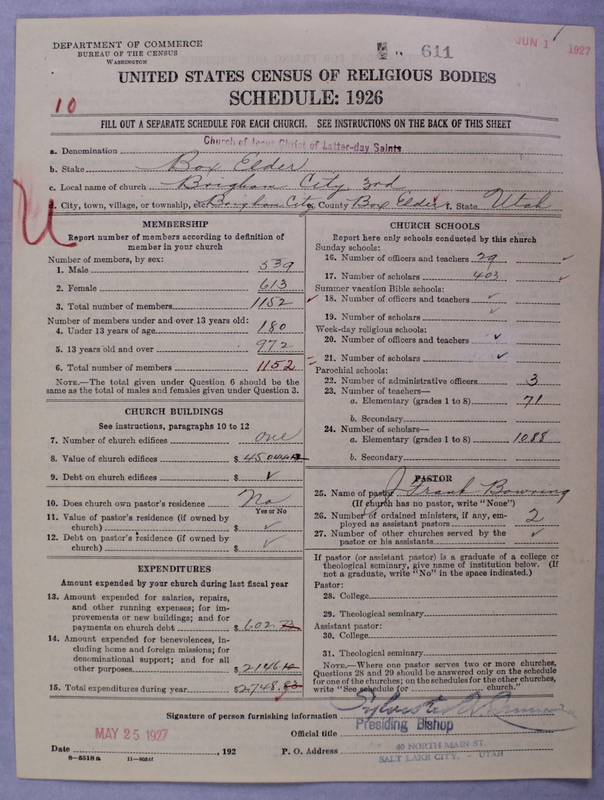 DEPARTMENT OF COMMERCE
BUREAU OF THE CENSUS
WASHINGTON
611
JUN 1 1927
UNITED STATES CENSUS OF RELIGIOUS BODIES
SCHEDULE: 1926
10
FILL OUT A SEPARATE SCHEDULE FOR EACH CHURCH. SEE INSTRUCTIONS ON THE BACK OF THIS SHEET
a. Denomination Church of Jesus Christ of Latter-day Saints
b. Stake Box Elder
c. Local name of church Brigham City 3rd
d. City, town, village, or township, etc. Brigham City e. County Box Elder f. State Utah
MEMBERSHIP
Report number of members according to definition of
member in your church
Number of members, by sex:
1. Male 539
2. Female 613
3. Total number of members 1152
Number of members under and over 13 years old:
4. Under 13 years of age 180
5. 13 years old and over 972
6. Total number of members 1152
NOTE.—The total given under Question 6 should be
same as the total of males and females given under Question 3.
CHURCH BUILDINGS
See instructions, paragraphs 10 to 12
7. Number of church edifices one
8. Value of church edifices $
9. Debt on church edifices $ ✓
10. Does church own pastor's residence No
Yes or No
11. Value of pastor's residence (if owned by
church) $ ✓
12. Debt on pastor's residence (if owned by
church) $ ✓
EXPENDITURES
Amount expended by your church during last fiscal year
13. Amount expended for salaries, repairs,
and other running expenses; for im-
provements or new buildings; and for
payments on church debt $ 602.
14. Amount expended for benevolences, in-
cluding home and foreign missions; for
denominational support; and for all
other purposes $ 2146.
15. Total expenditures during year $ 2748.
CHURCH SCHOOLS
Report here only schools conducted by this church
Sunday schools:
16. Number of officers and teachers 29 ✓
17. Number of scholars 403 ✓
Summer vacation Bible schools:
18. Number of officers and teachers ✓
19. Number of scholars ✓
Week-day religious schools:
20. Number of officers and teachers ✓
21. Number of scholars ✓
Parochial schools:
22. Number of administrative officers 3
23. Number of teachers—
a. Elementary (grades 1 to 8) 71
b. Secondary
24. Number of scholars—
a. Elementary (grades 1 to 8) 1088
b. Secondary
PASTOR
25. Name of pastor J Frank Bowring
(If church has no pastor, write "None")
26. Number of ordained ministers, if any, em-
ployed as assistant pastors 2
27. Number of other churches served by the
pastor or his assistants ✓
If pastor (or assistant pastor) is a graduate of a college or
theological seminary, give name of institution below. (If
not a graduate, write "No" in the space indicated.)
Pastor:
28. College
29. Theological seminary
Assistant pastor:
30. College
31. Theological seminary
NOTE.—Where one pastor serves two or more churches,
Questions 28 and 29 should be answered only on the schedule
for one of the churches; on the schedules for the other churches,
write "See schedule for church."
Signature of person furnishing information
Official title Presiding Bishop
Date MAY 25 1927, 192 P. O. Address 40 NORTH MAIN ST.
SALT LAKE CITY, - UTAH
8—5518 a